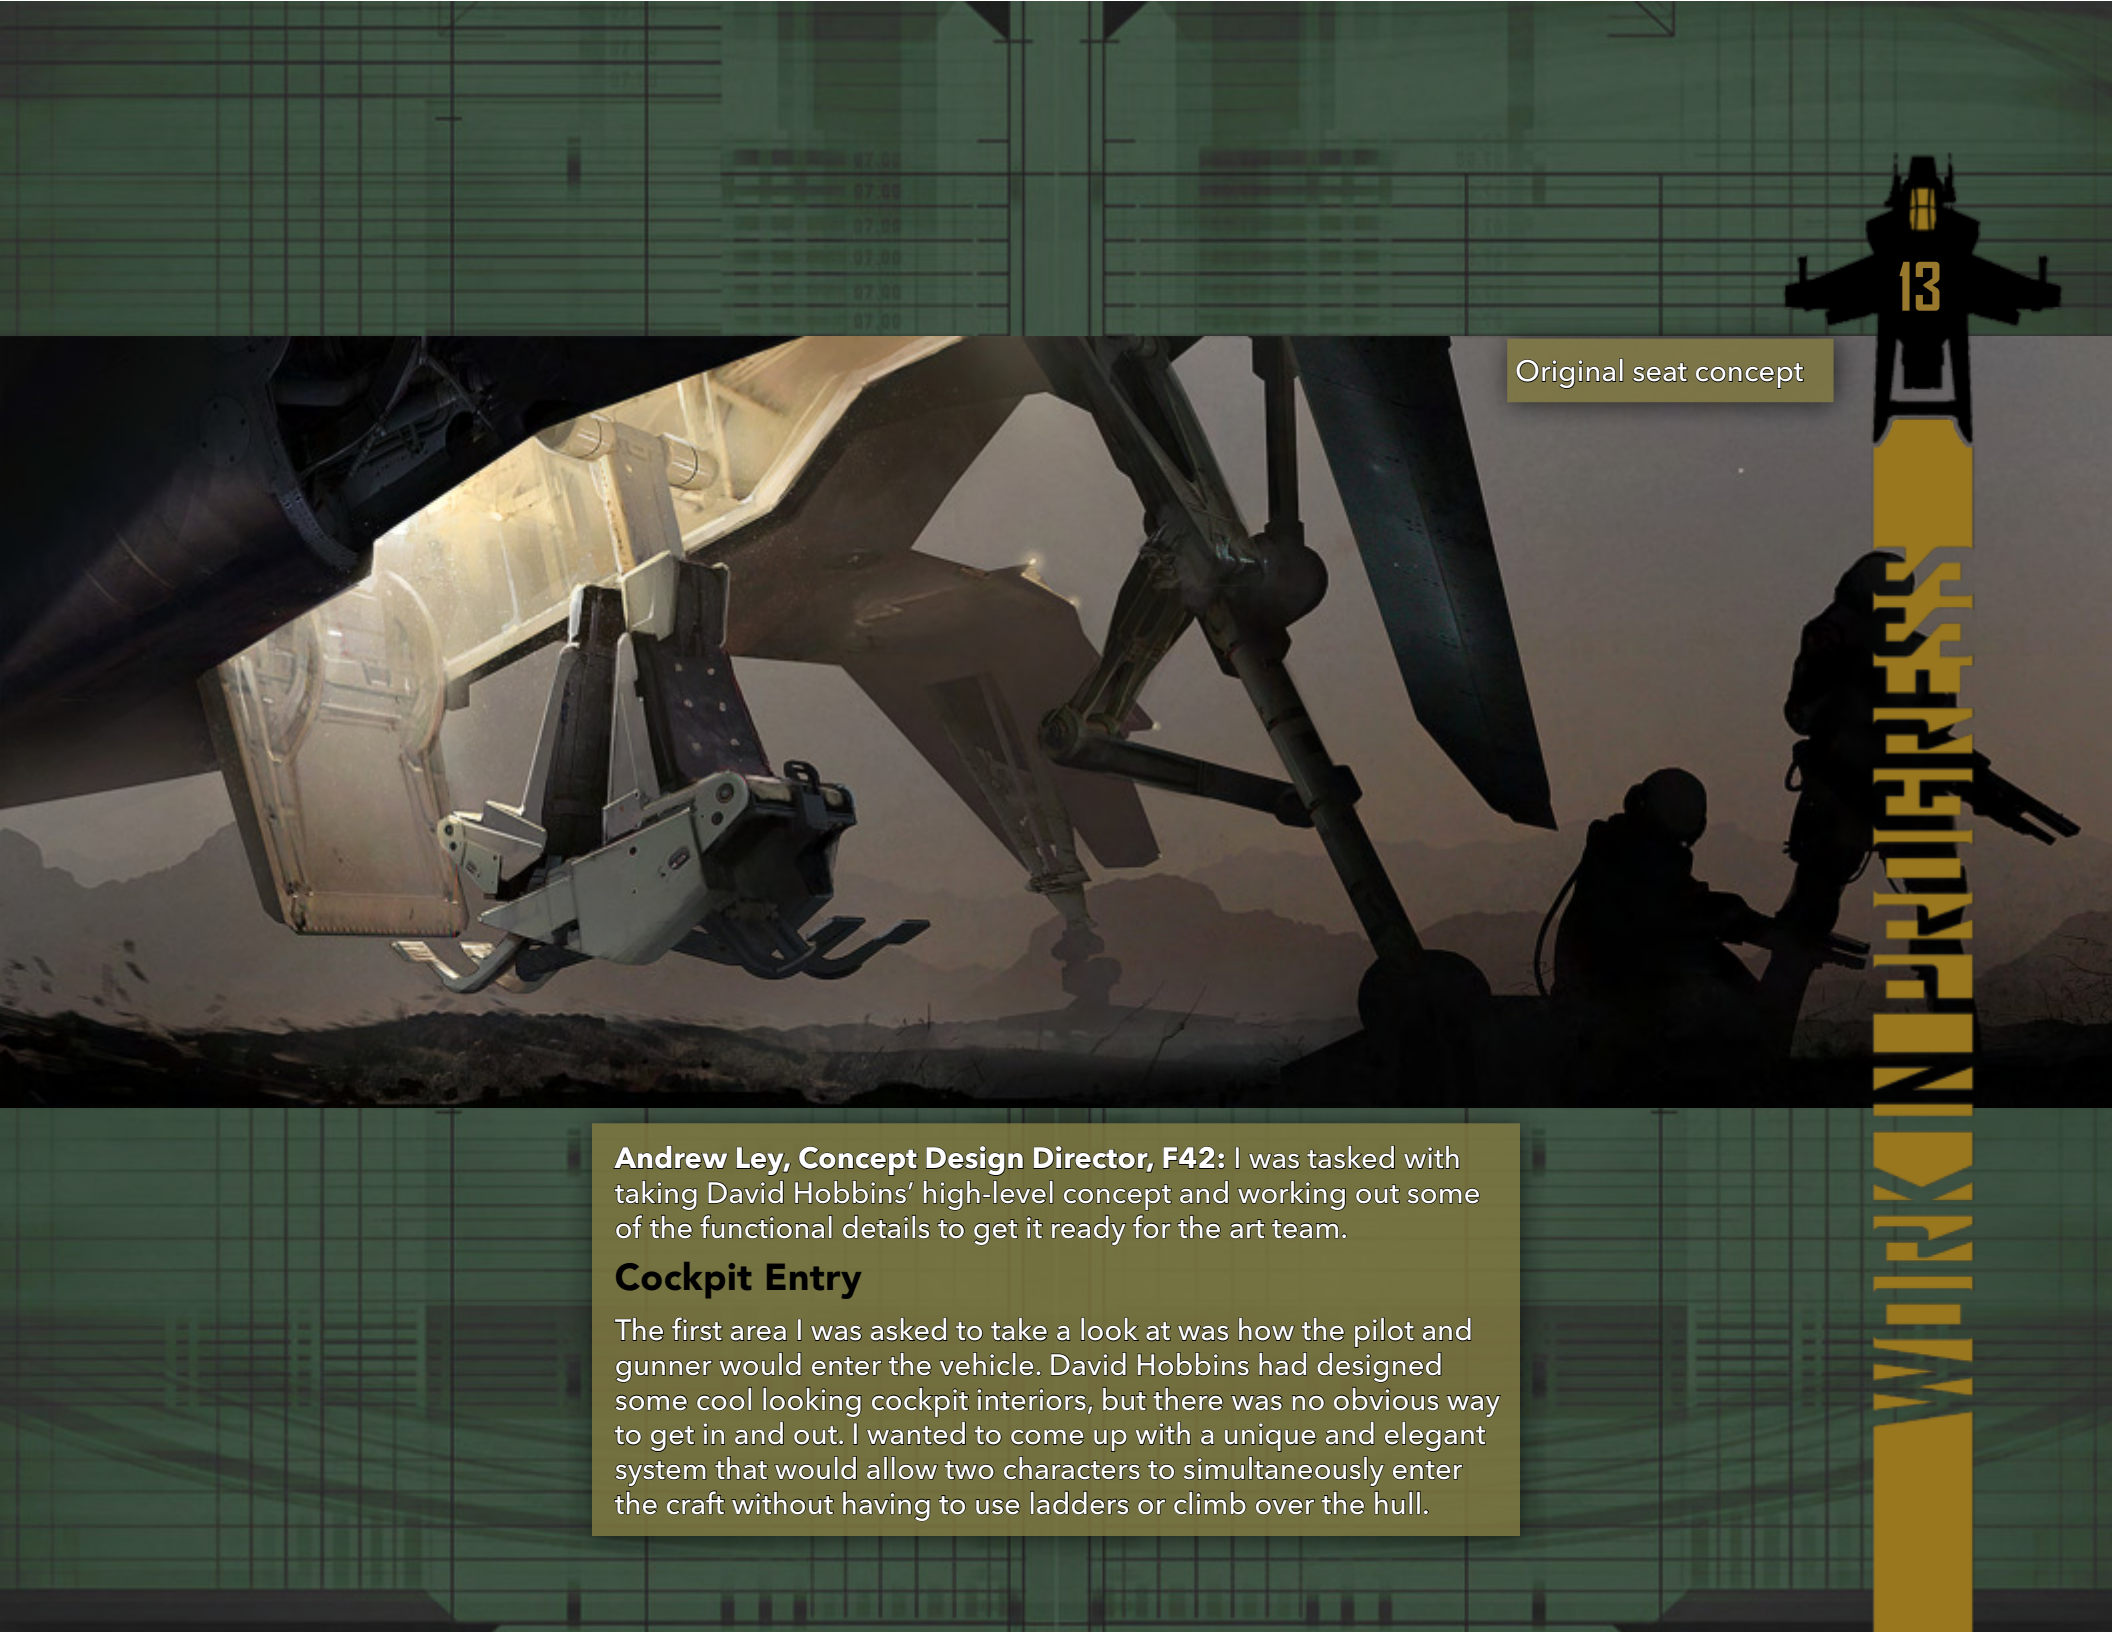 13
Original seat concept
WORK IN PROGRESS
Andrew Ley, Concept Design Director, F42: I was tasked with
taking David Hobbins’ high-level concept and working out some
of the functional details to get it ready for the art team.
Cockpit Entry
The first area I was asked to take a look at was how the pilot and
gunner would enter the vehicle. David Hobbins had designed
some cool looking cockpit interiors, but there was no obvious way
to get in and out. I wanted to come up with a unique and elegant
system that would allow two characters to simultaneously enter
the craft without having to use ladders or climb over the hull.